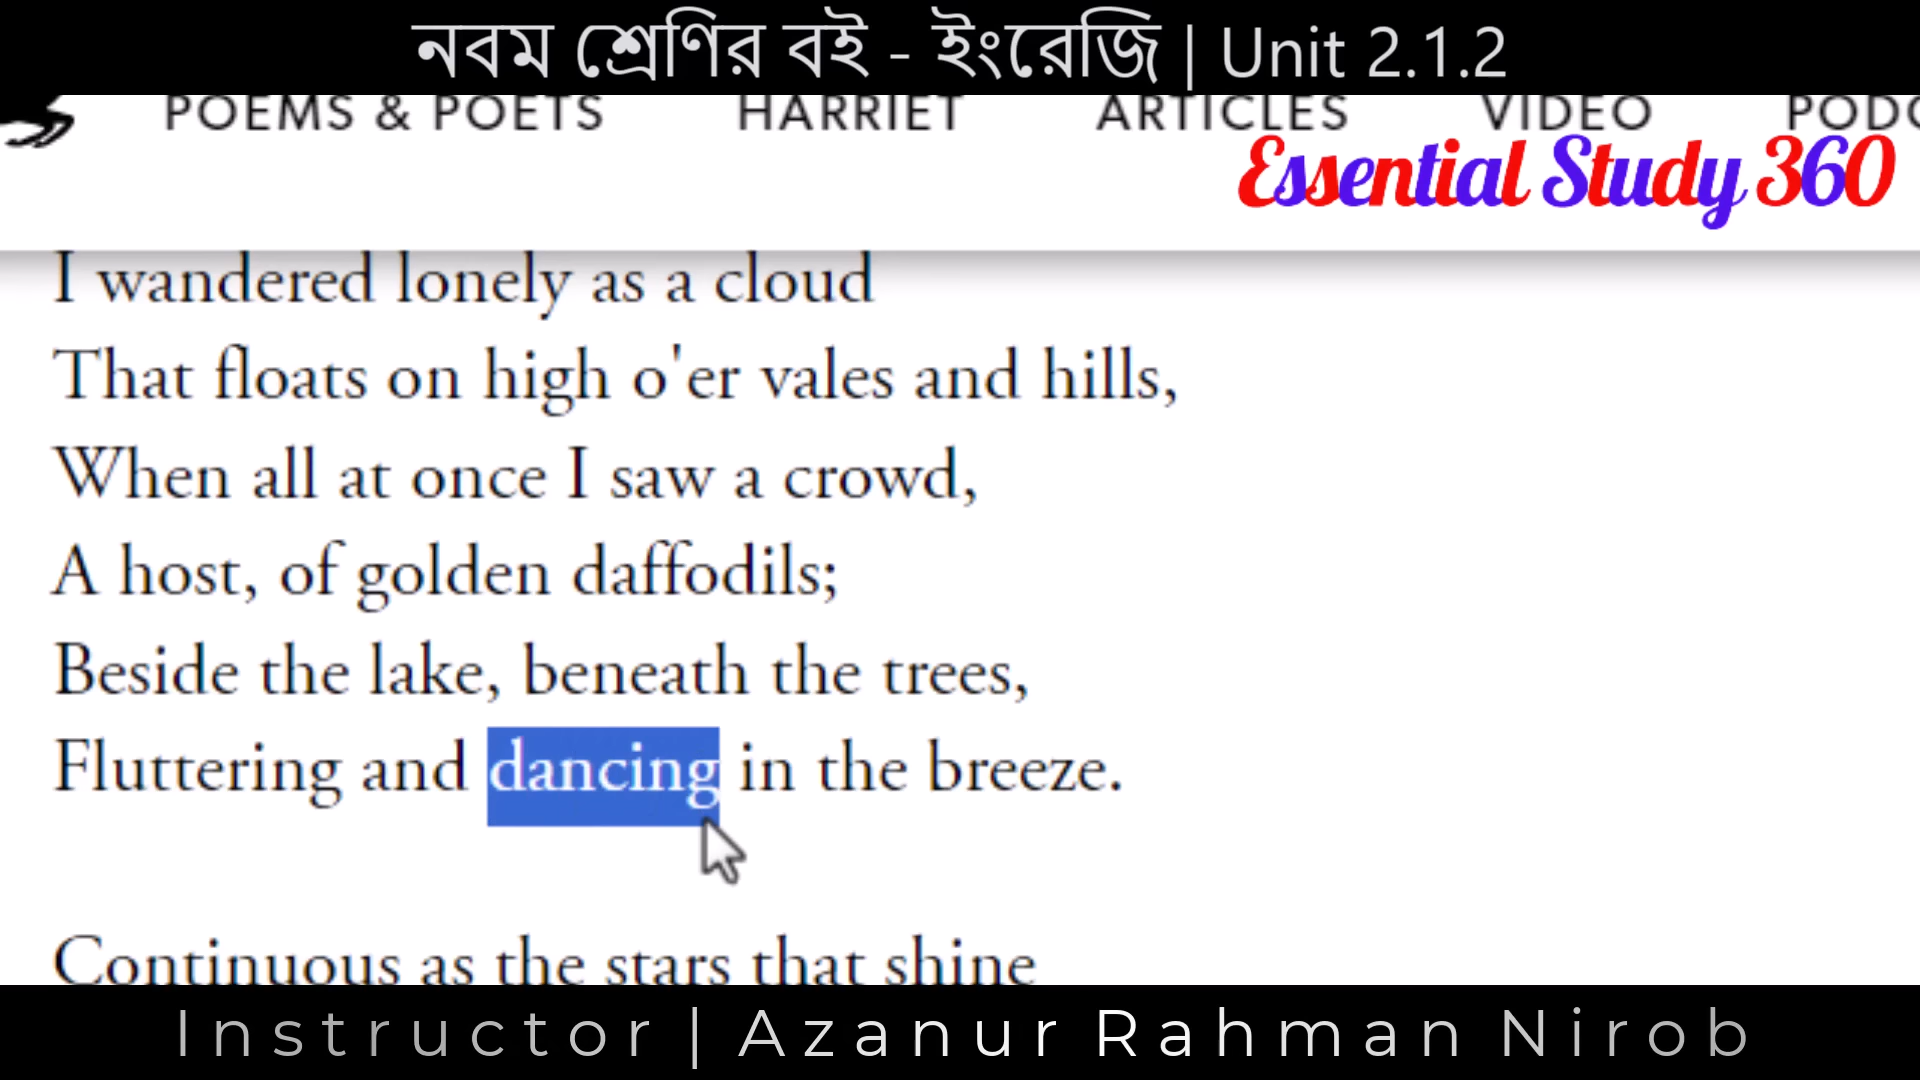 নবম শ্রেণির বই - ইংরেজি | Unit 2.1.2
POEMS & POETS HARRIET ARTICLES VIDEO
Essential Study 360
I wandered lonely as a cloud
That floats on high o'er vales and hills,
When all at once I saw a crowd,
A host, of golden daffodils;
Beside the lake, beneath the trees,
Fluttering and dancing in the breeze.
Continuous as the stars that shine
Instructor | Azanur Rahman Nirob